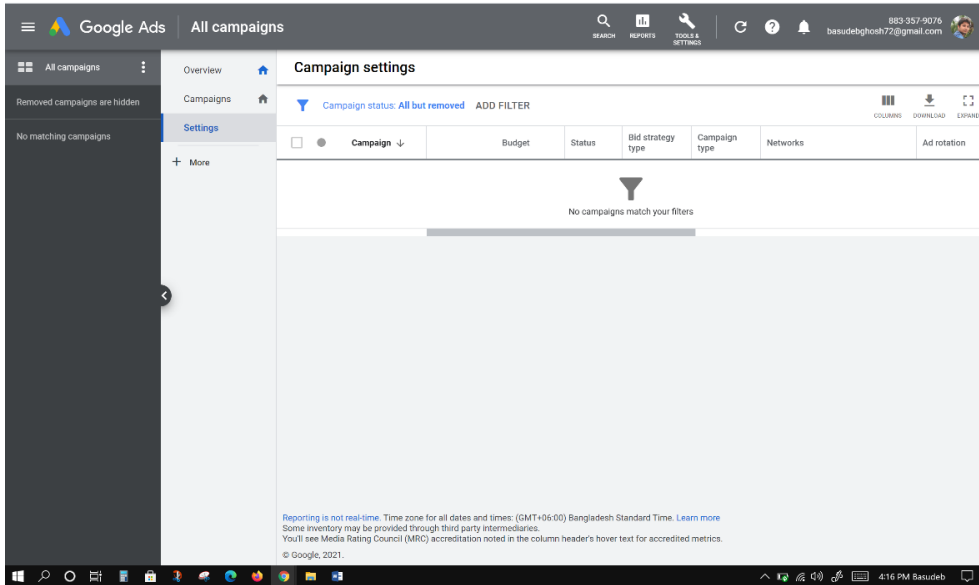 Google Ads
All campaigns
SEARCH
REPORTS
TOOLS & SETTINGS
883-357-9076
basudebghosh72@gmail.com
All campaigns
Removed campaigns are hidden
No matching campaigns
Overview
Campaigns
Settings
+ More
Campaign settings
Campaign status: All but removed ADD FILTER
COLUMNS
DOWNLOAD
EXPAND
Campaign ↓
Budget
Status
Bid strategy type
Campaign type
Networks
Ad rotation
No campaigns match your filters
Reporting is not real-time. Time zone for all dates and times: (GMT+06:00) Bangladesh Standard Time. Learn more
Some inventory may be provided through third party intermediaries.
You'll see Media Rating Council (MRC) accreditation noted in the column header's hover text for accredited metrics.
© Google, 2021.
4:16 PM Basudeb